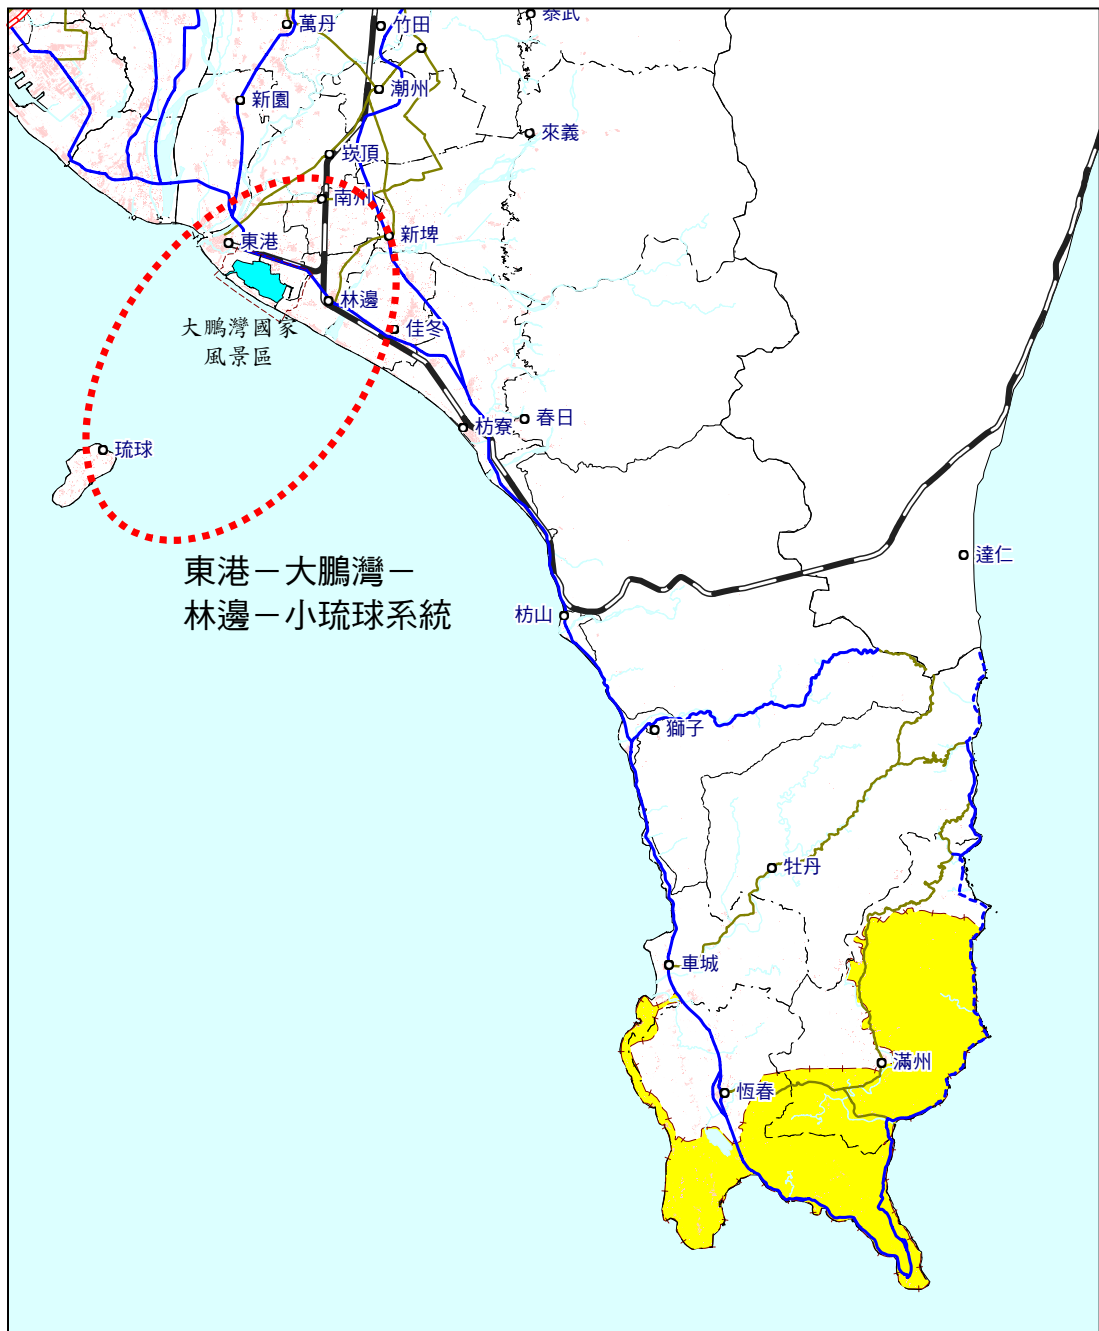 泰武
萬丹
竹田
潮州
新園
來義
崁頂
南州
新埤
東港
林邊
大鵬灣國家
風景區
佳冬
春日
枋寮
琉球
達仁
東港－大鵬灣－
林邊－小琉球系統
枋山
獅子
牡丹
車城
滿州
恆春